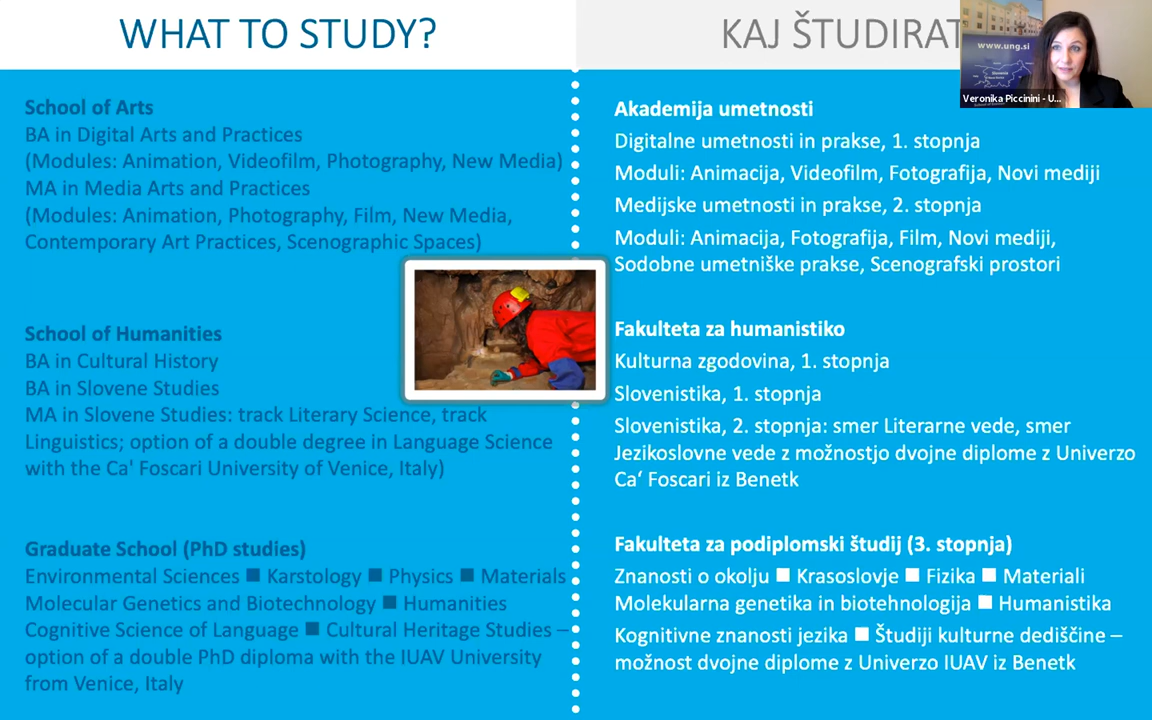 WHAT TO STUDY?
School of Arts
BA in Digital Arts and Practices
(Modules: Animation, Videofilm, Photography, New Media)
MA in Media Arts and Practices
(Modules: Animation, Photography, Film, New Media,
Contemporary Art Practices, Scenographic Spaces)
School of Humanities
BA in Cultural History
BA in Slovene Studies
MA in Slovene Studies: track Literary Science, track
Linguistics; option of a double degree in Language Science
with the Ca' Foscari University of Venice, Italy)
Graduate School (PhD studies)
Environmental Sciences ■ Karstology ■ Physics ■ Materials
Molecular Genetics and Biotechnology ■ Humanities
Cognitive Science of Language ■ Cultural Heritage Studies –
option of a double PhD diploma with the IUAV University
from Venice, Italy
KAJ ŠTUDIRAT
www.ung.si
Slovenia
Veronika Piccinini - U...
Akademija umetnosti
Digitalne umetnosti in prakse, 1. stopnja
Moduli: Animacija, Videofilm, Fotografija, Novi mediji
Medijske umetnosti in prakse, 2. stopnja
Moduli: Animacija, Fotografija, Film, Novi mediji,
Sodobne umetniške prakse, Scenografski prostori
Fakulteta za humanistiko
Kulturna zgodovina, 1. stopnja
Slovenistika, 1. stopnja
Slovenistika, 2. stopnja: smer Literarne vede, smer
Jezikoslovne vede z možnostjo dvojne diplome z Univerzo
Ca‘ Foscari iz Benetk
Fakulteta za podiplomski študij (3. stopnja)
Znanosti o okolju ■ Krasoslovje ■ Fizika ■ Materiali
Molekularna genetika in biotehnologija ■ Humanistika
Kognitivne znanosti jezika ■ Študiji kulturne dediščine –
možnost dvojne diplome z Univerzo IUAV iz Benetk